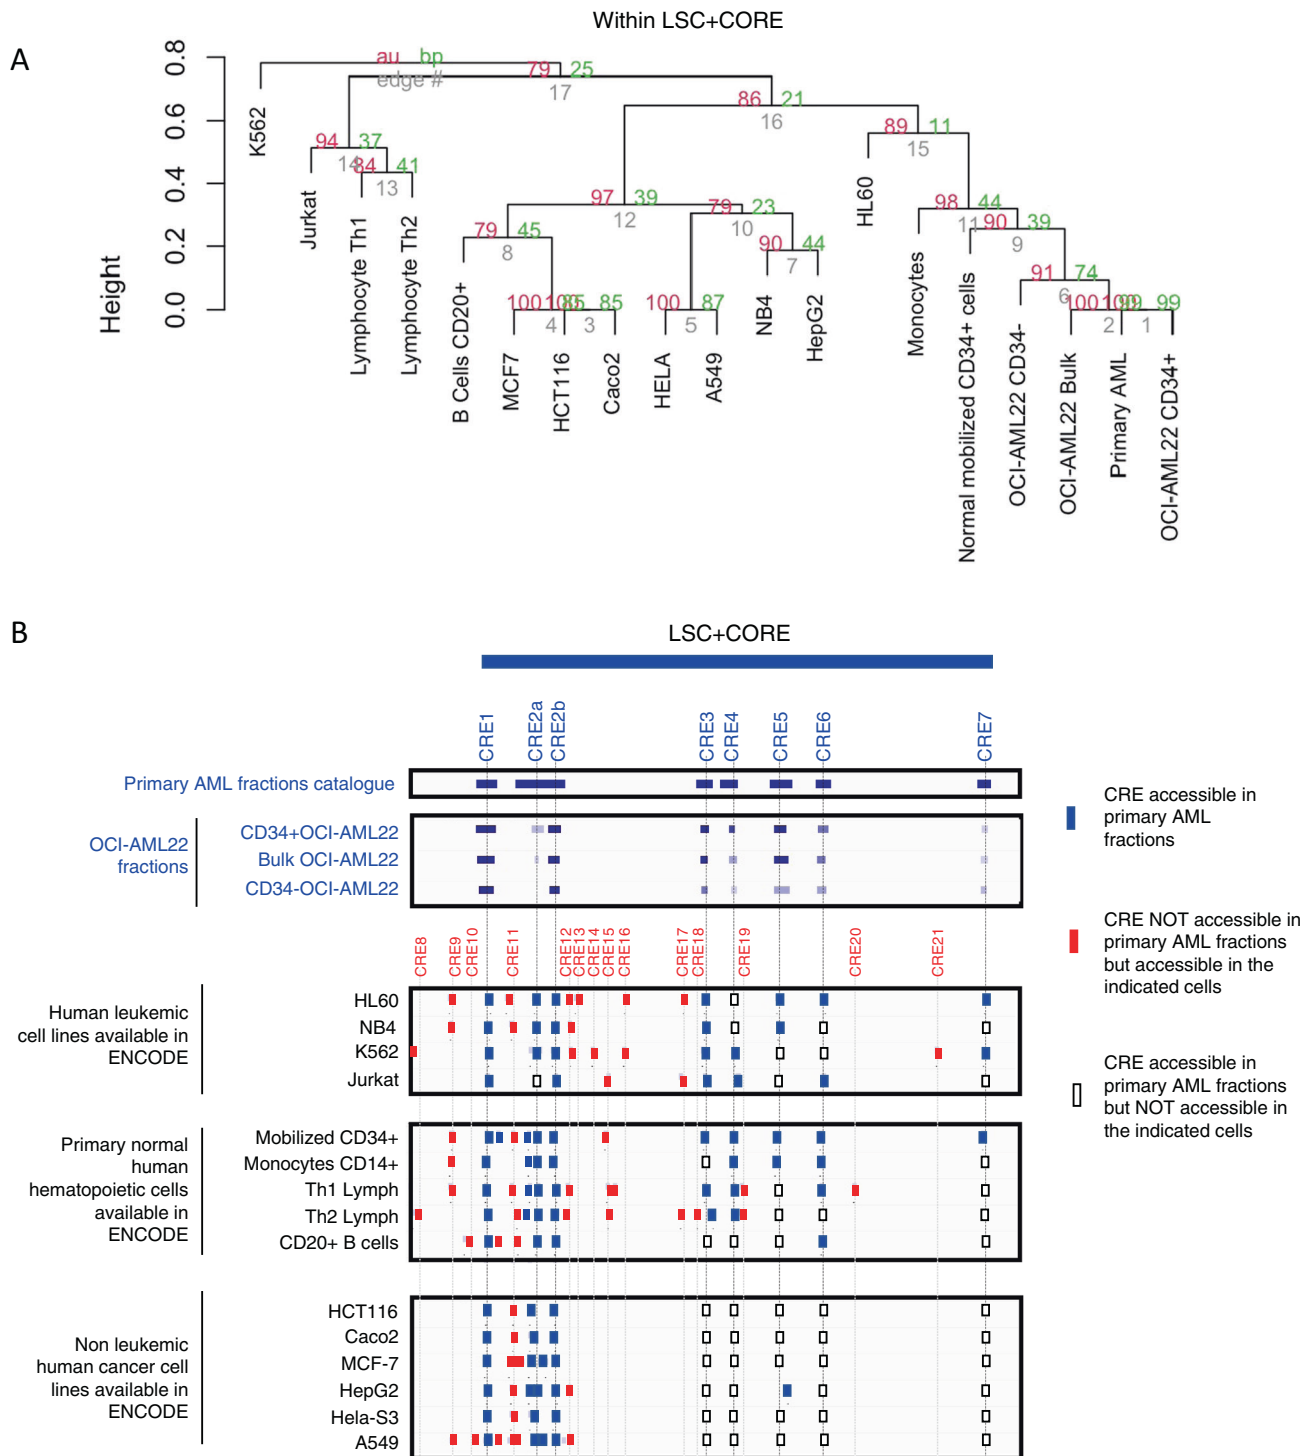 Within LSC+CORE
A
Height
0.0
0.2
0.4
0.6
0.8
au bp
edge #
79 25
17
86 21
16
89 11
15
94 37
14
84 41
13
97 39
12
98 44
11
79 23
10
90 39
9
79 45
8
90 44
7
91 74
6
100 87
5
100
4
100 85
85
3
100
2
100 99
99
1
K562
Jurkat
Lymphocyte Th1
Lymphocyte Th2
B Cells CD20+
MCF7
HCT116
Caco2
HELA
A549
NB4
HepG2
HL60
Monocytes
Normal mobilized CD34+ cells
OCI-AML22 CD34-
OCI-AML22 Bulk
Primary AML
OCI-AML22 CD34+
B
LSC+CORE
CRE1
CRE2a
CRE2b
CRE3
CRE4
CRE5
CRE6
CRE7
Primary AML fractions catalogue
OCI-AML22
fractions
CD34+OCI-AML22
Bulk OCI-AML22
CD34-OCI-AML22
CRE8
CRE9
CRE10
CRE11
CRE12
CRE13
CRE14
CRE15
CRE16
CRE17
CRE18
CRE19
CRE20
CRE21
Human leukemic
cell lines available in
ENCODE
HL60
NB4
K562
Jurkat
Primary normal
human
hematopoietic cells
available in
ENCODE
Mobilized CD34+
Monocytes CD14+
Th1 Lymph
Th2 Lymph
CD20+ B cells
Non leukemic
human cancer cell
lines available in
ENCODE
HCT116
Caco2
MCF-7
HepG2
Hela-S3
A549
CRE accessible in
primary AML
fractions
CRE NOT accessible in
primary AML fractions
but accessible in the
indicated cells
CRE accessible in
primary AML fractions
but NOT accessible in
the indicated cells